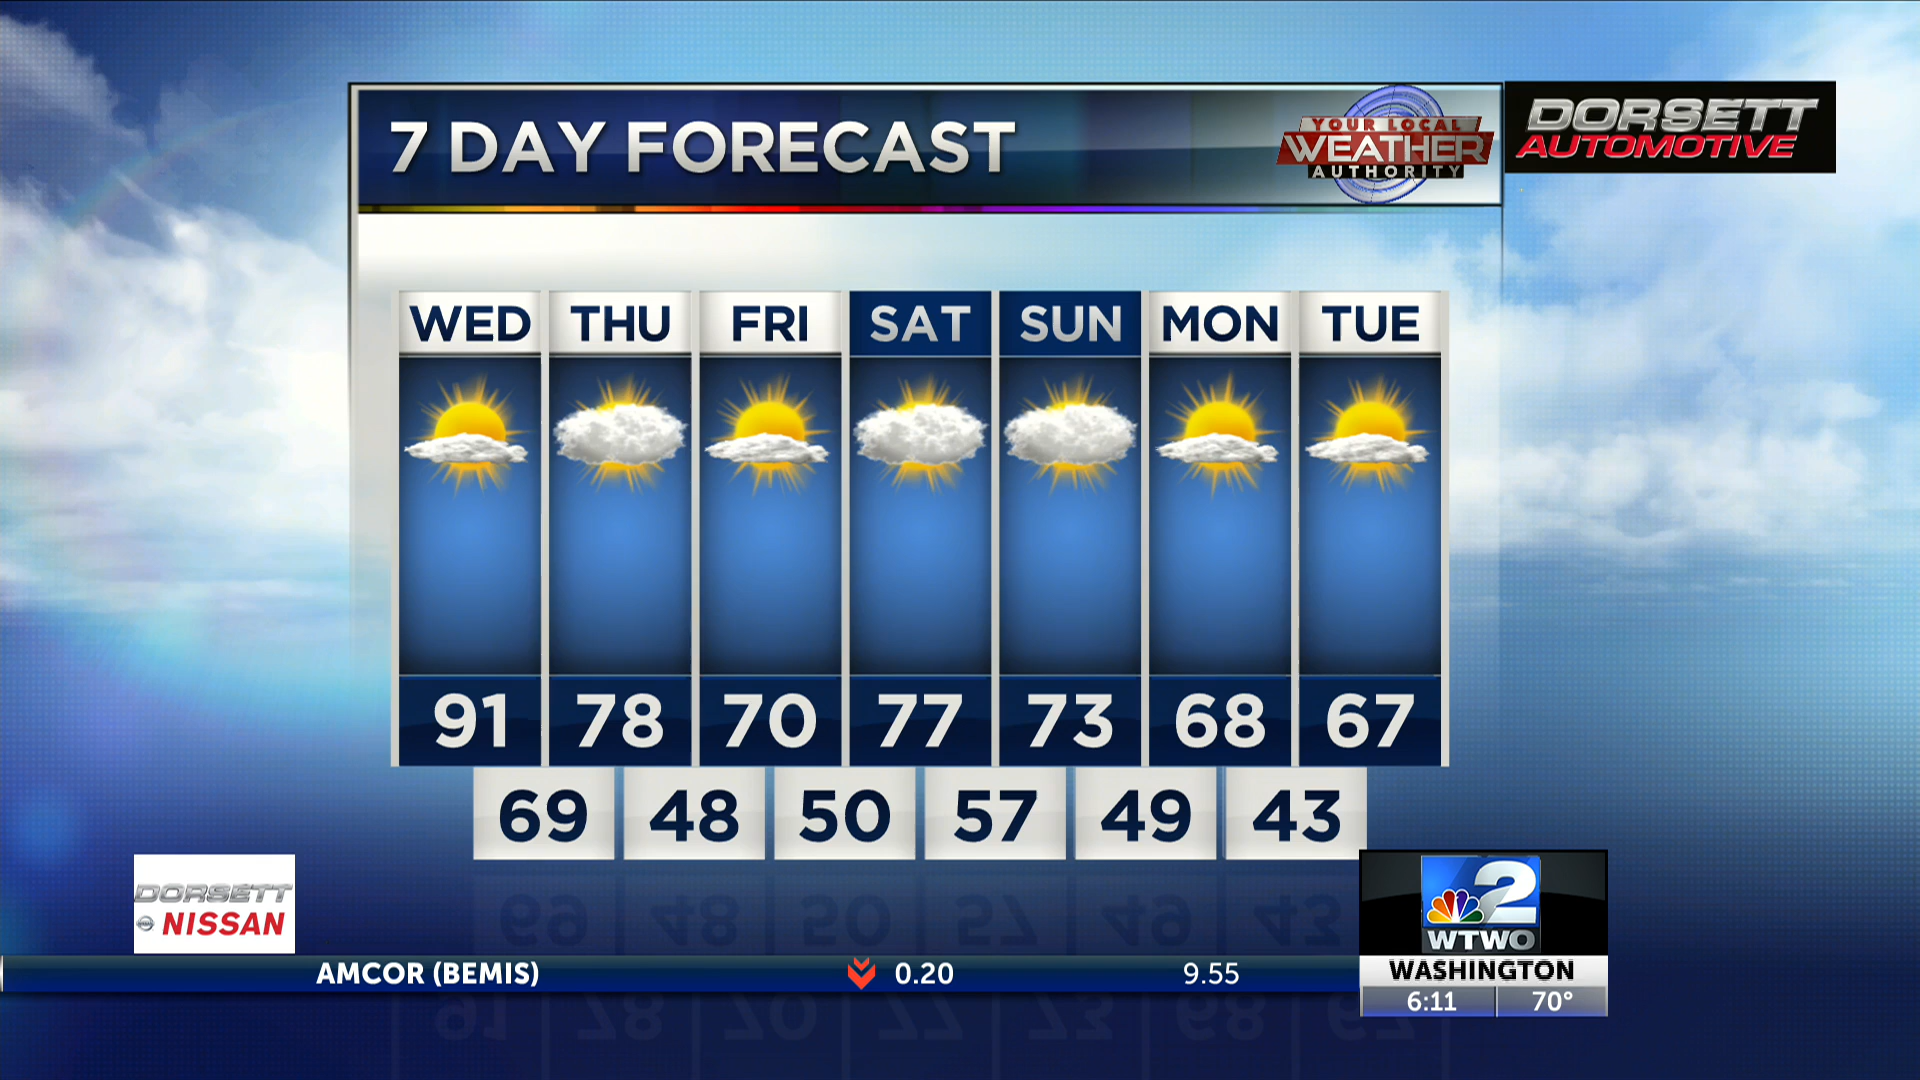 7 DAY FORECAST
YOUR LOCAL
WEATHER
AUTHORITY
DORSETT
AUTOMOTIVE
WED THU FRI SAT SUN MON TUE
91 78 70 77 73 68 67
69 48 50 57 49 43
DORSETT
NISSAN
2
WTWO
AMCOR (BEMIS) 0.20 9.55
WASHINGTON
6:11 70°